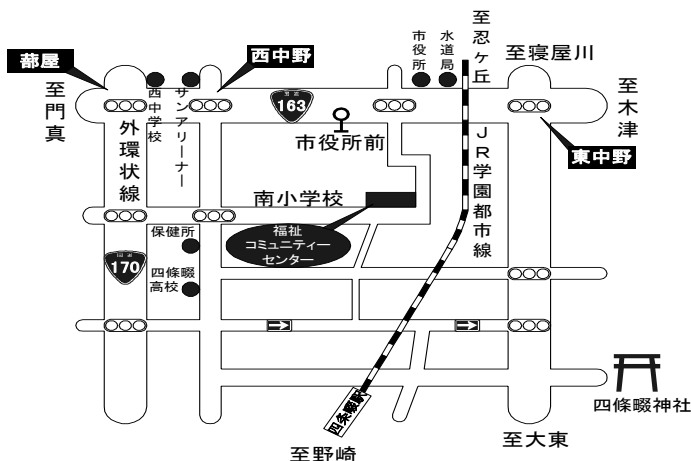 蔀屋
西中野
市役所
水道局
至忍ヶ丘
至寝屋川
至門真
西中学校
サンアリーナー
国道
163
市役所前
至木津
東中野
外環状線
JR学園都市線
南小学校
福祉
コミュニティー
センター
保健所
国道
170
四條畷
高校
四条畷駅
四條畷神社
至野崎
至大東